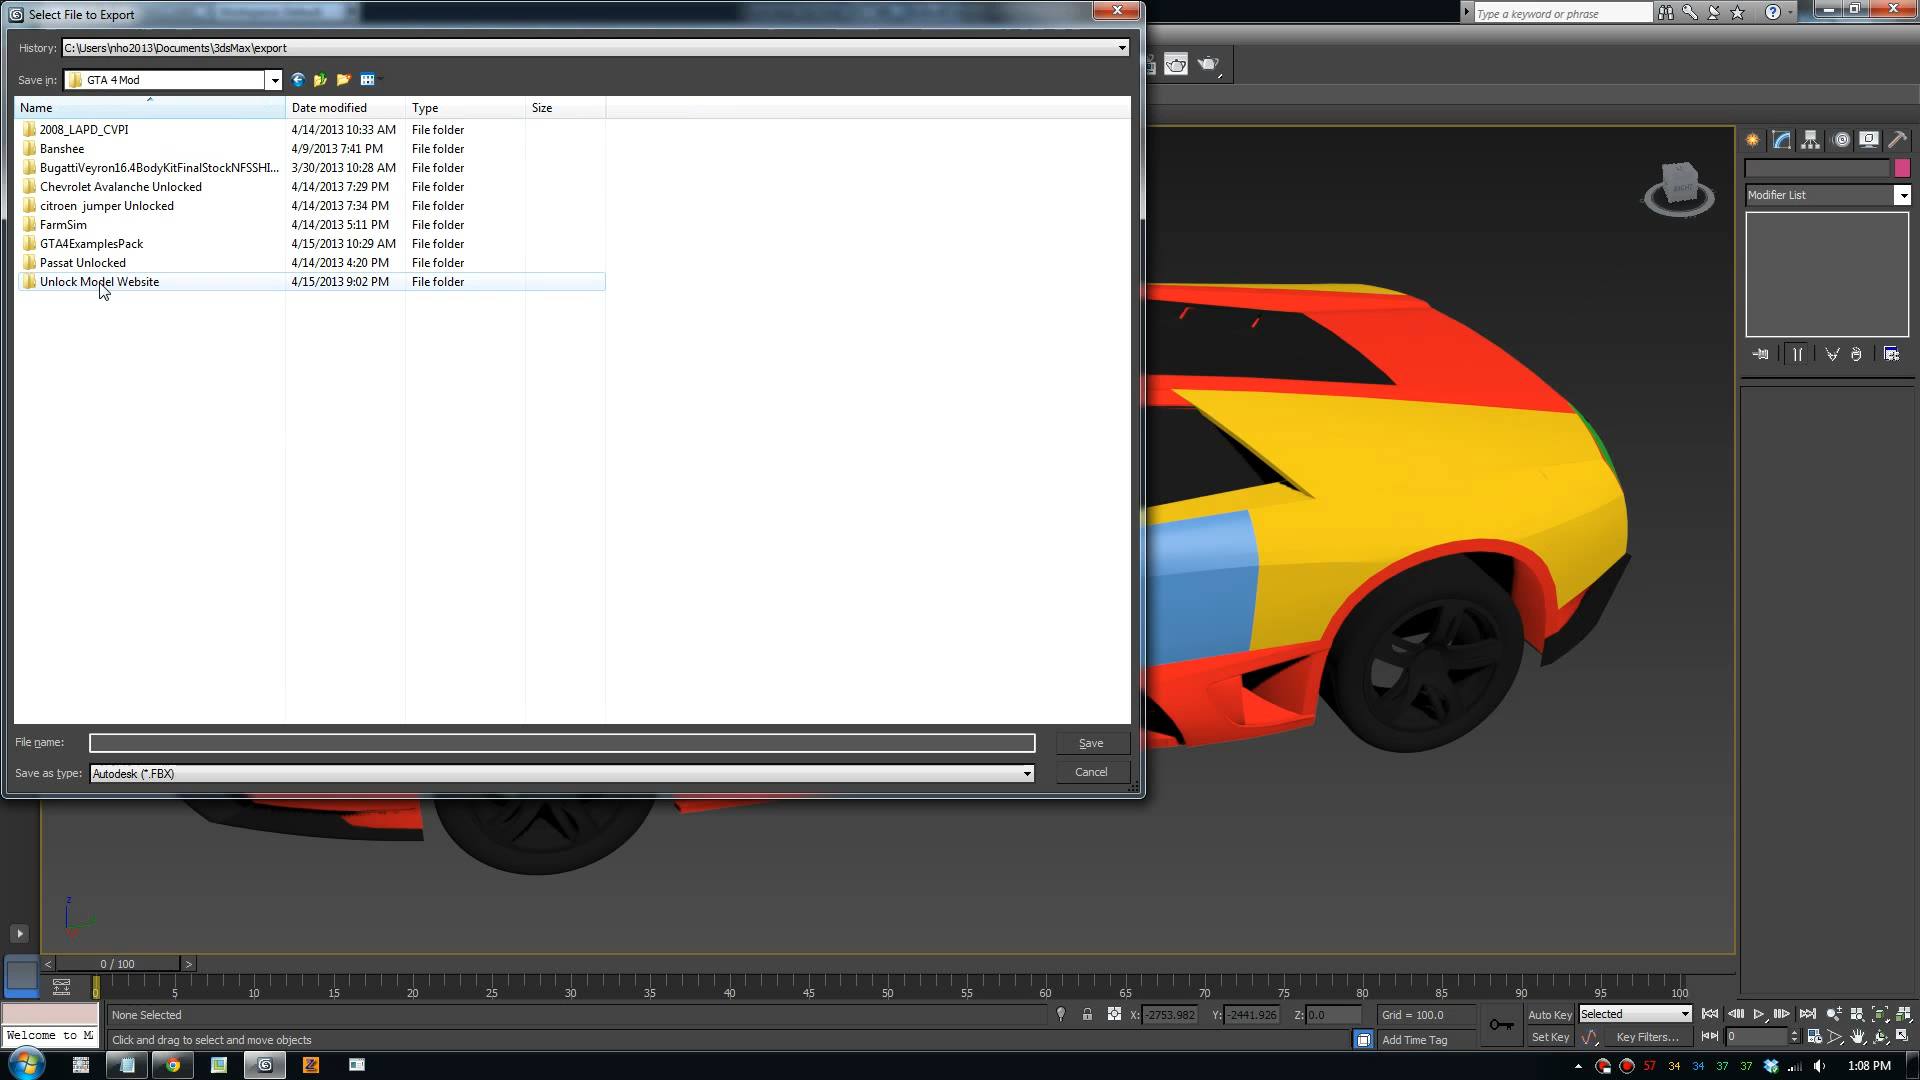 Select File to Export
Type a keyword or phrase
History: C:\Users\nho2013\Documents\3dsMax\export
Save in: GTA 4 Mod
Name Date modified Type Size
2008_LAPD_CVPI 4/14/2013 10:33 AM File folder
Banshee 4/9/2013 7:41 PM File folder
BugattiVeyron16.4BodyKitFinalStockNFSSHI... 3/30/2013 10:28 AM File folder
Chevrolet Avalanche Unlocked 4/14/2013 7:29 PM File folder
citroen jumper Unlocked 4/14/2013 7:34 PM File folder
FarmSim 4/14/2013 5:11 PM File folder
GTA4ExamplesPack 4/15/2013 10:29 AM File folder
Passat Unlocked 4/14/2013 4:20 PM File folder
Unlock Model Website 4/15/2013 9:02 PM File folder
Modifier List
RIGHT
File name: Save
Save as type: Autodesk (*.FBX) Cancel
z
< 0 / 100 >
0 5 10 15 20 25 30 35 40 45 50 55 60 65 70 75 80 85 90 95 100
None Selected X: -2753.982 Y: -2441.926 Z: 0.0 Grid = 100.0 Auto Key Selected
Welcome to M Click and drag to select and move objects Add Time Tag Set Key Key Filters... 0
57 34 34 37 37 1:08 PM